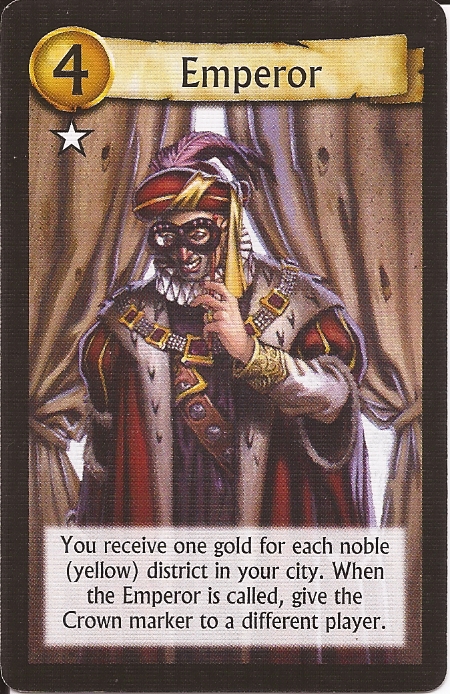 4
Emperor
You receive one gold for each noble
(yellow) district in your city. When
the Emperor is called, give the
Crown marker to a different player.